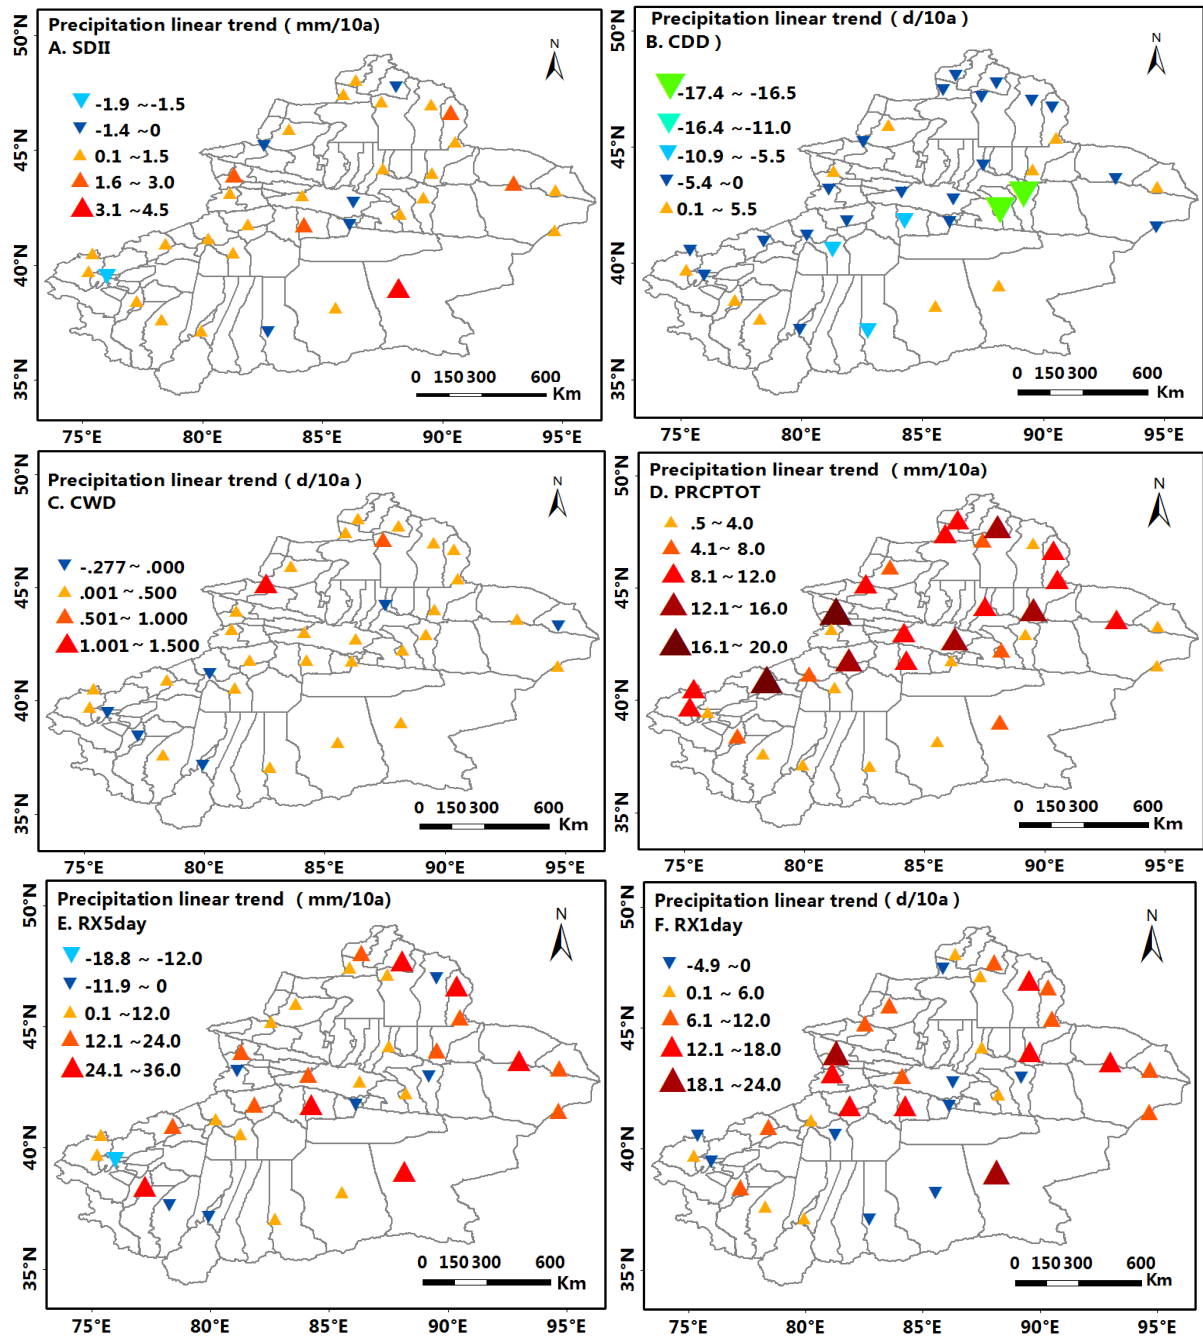 Precipitation linear trend ( mm/10a)
A. SDII
N
-1.9 ~ -1.5
-1.4 ~0
0.1 ~1.5
1.6 ~ 3.0
3.1 ~ 4.5
0 150 300 600
Km
50°N
45°N
40°N
35°N
75°E 80°E 85°E 90°E 95°E
Precipitation linear trend ( d/10a )
B. CDD )
N
-17.4 ~ -16.5
-16.4 ~-11.0
-10.9 ~ -5.5
-5.4 ~0
0.1 ~ 5.5
0 150 300 600
Km
50°N
45°N
40°N
35°N
75°E 80°E 85°E 90°E 95°E
Precipitation linear trend ( d/10a )
C. CWD
N
-.277~ .000
.001~ .500
.501~ 1.000
1.001~ 1.500
0 150 300 600
Km
50°N
45°N
40°N
35°N
75°E 80°E 85°E 90°E 95°E
Precipitation linear trend ( mm/10a)
D. PRCPTOT
N
.5~ 4.0
4.1~ 8.0
8.1~ 12.0
12.1~ 16.0
16.1~ 20.0
0 150 300 600
Km
50°N
45°N
40°N
35°N
75°E 80°E 85°E 90°E 95°E
Precipitation linear trend ( mm/10a)
E. RX5day
N
-18.8 ~ -12.0
-11.9 ~ 0
0.1 ~12.0
12.1 ~ 24.0
24.1 ~ 36.0
0 150 300 600
Km
50°N
45°N
40°N
35°N
75°E 80°E 85°E 90°E 95°E
Precipitation linear trend ( d/10a )
F. RX1day
N
-4.9 ~0
0.1 ~ 6.0
6.1 ~12.0
12.1 ~18.0
18.1 ~ 24.0
0 150 300 600
Km
50°N
45°N
40°N
35°N
75°E 80°E 85°E 90°E 95°E